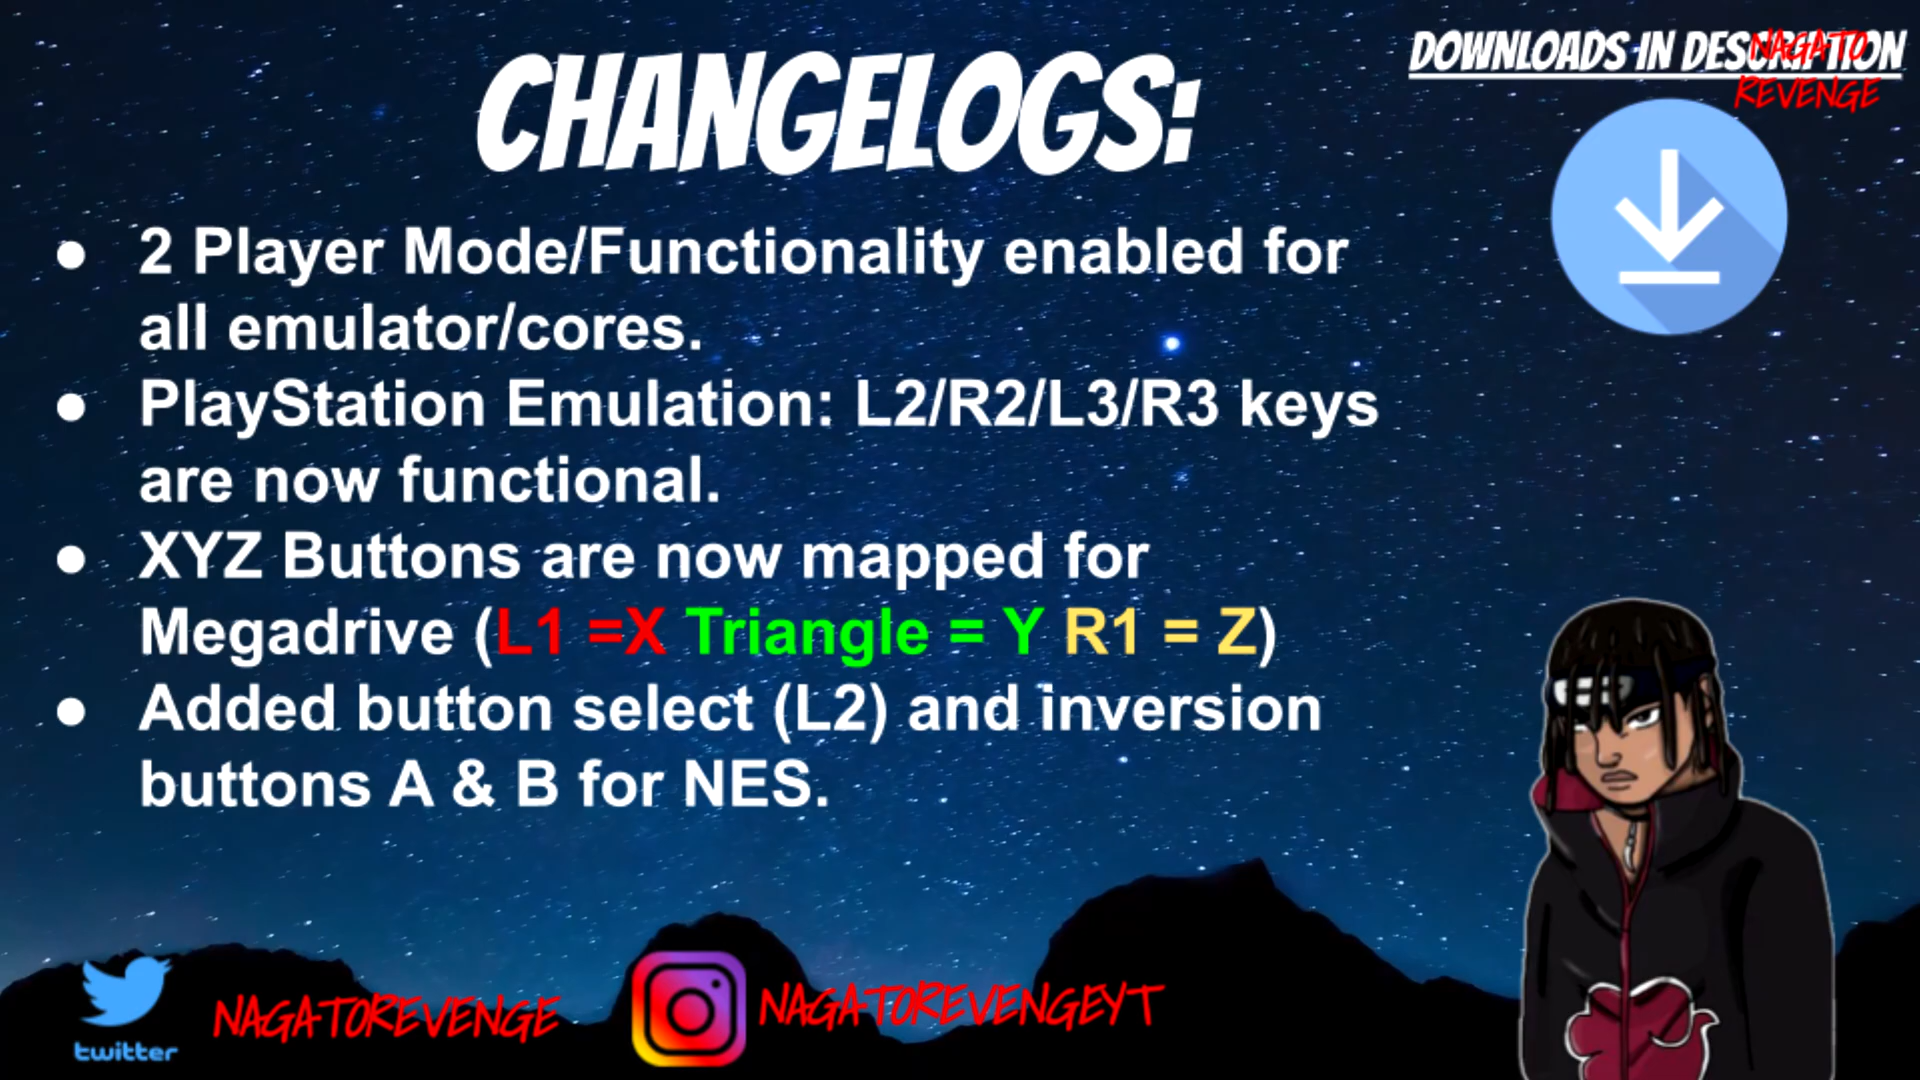 CHANGELOGS:
DOWNLOADS IN DESCRIPTION
NAGATO
REVENGE
● 2 Player Mode/Functionality enabled for
all emulator/cores.
● PlayStation Emulation: L2/R2/L3/R3 keys
are now functional.
● XYZ Buttons are now mapped for
Megadrive (L1 =X Triangle = Y R1 = Z)
● Added button select (L2) and inversion
buttons A & B for NES.
twitter
NAGATOREVENGE
NAGATOREVENGEYT